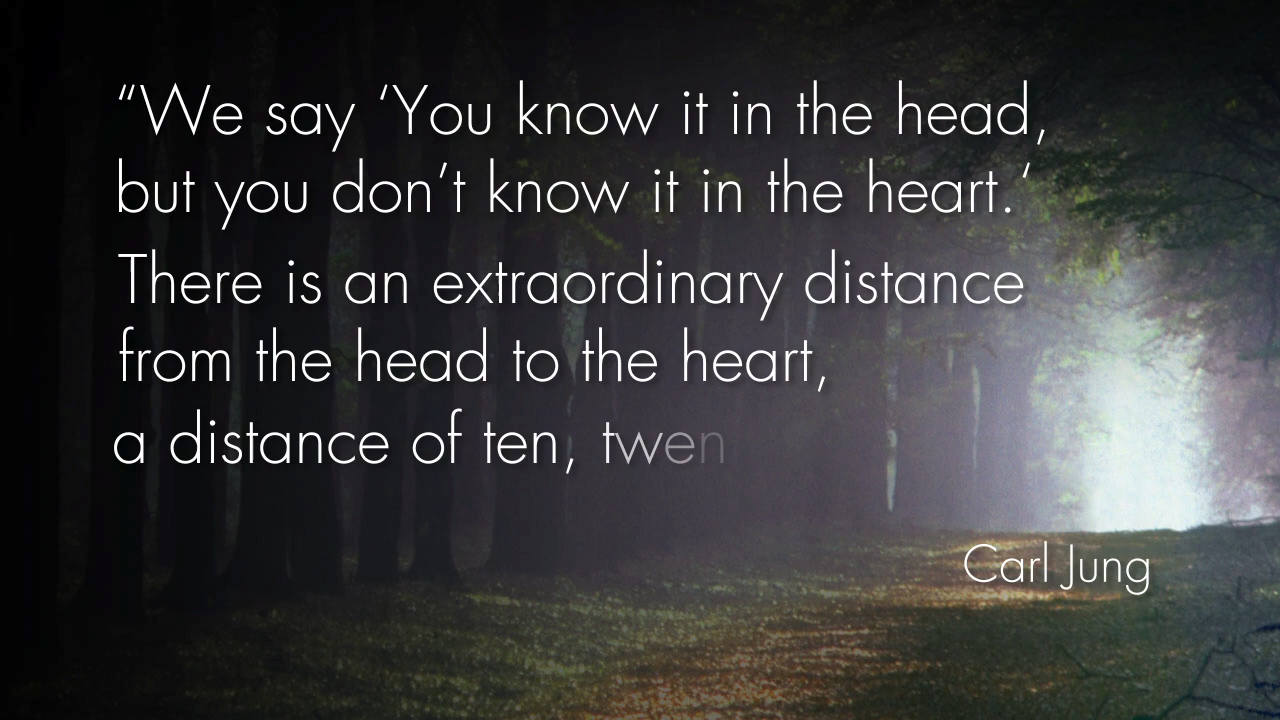 “We say ‘You know it in the head,
but you don’t know it in the heart.‘
There is an extraordinary distance
from the head to the heart,
a distance of ten, twen
Carl Jung